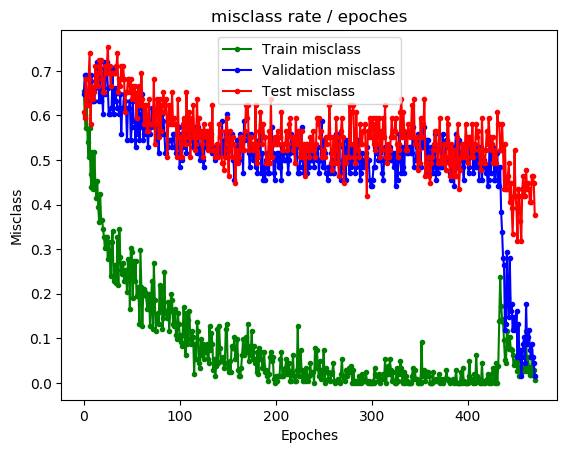 misclass rate / epoches
Train misclass
Validation misclass
Test misclass
Misclass
0.7
0.6
0.5
0.4
0.3
0.2
0.1
0.0
0 100 200 300 400
Epoches